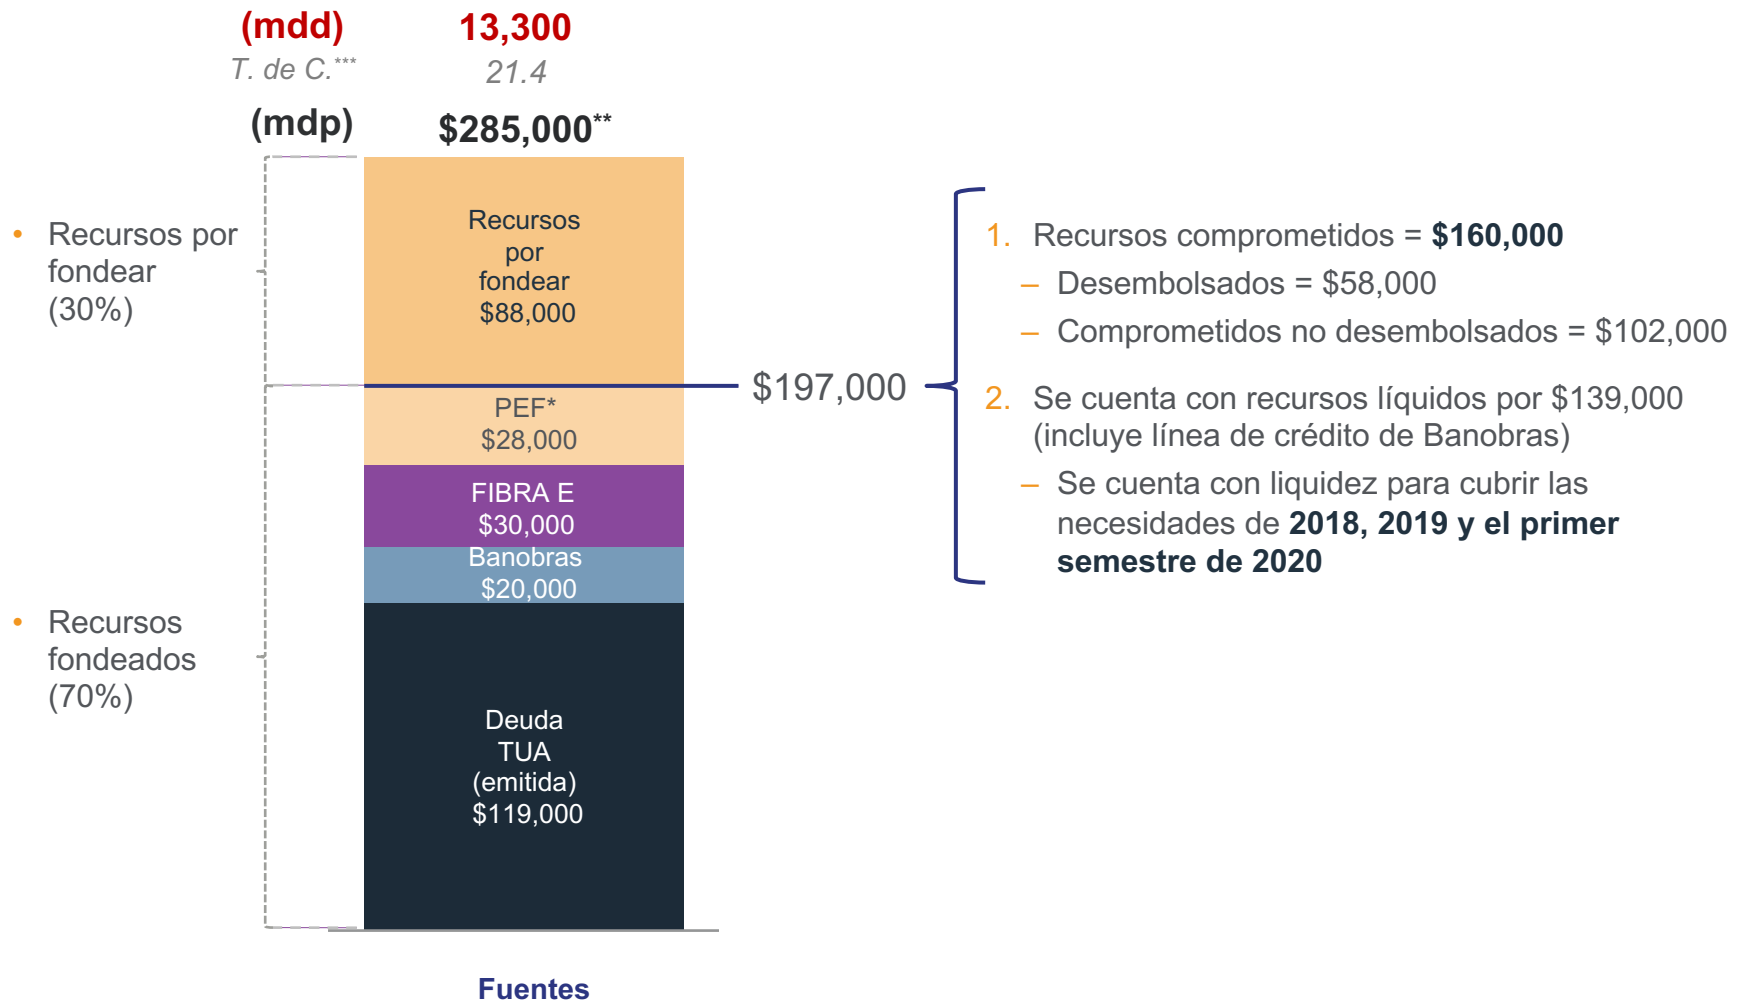 (mdd) 13,300
T. de C.*** 21.4
(mdp) $285,000**
• Recursos por
fondear
(30%)
• Recursos
fondeados
(70%)
Recursos
por
fondear
$88,000
PEF*
$28,000
FIBRA E
$30,000
Banobras
$20,000
Deuda
TUA
(emitida)
$119,000
Fuentes
$197,000
1. Recursos comprometidos = $160,000
– Desembolsados = $58,000
– Comprometidos no desembolsados = $102,000
2. Se cuenta con recursos líquidos por $139,000
(incluye línea de crédito de Banobras)
– Se cuenta con liquidez para cubrir las
necesidades de 2018, 2019 y el primer
semestre de 2020